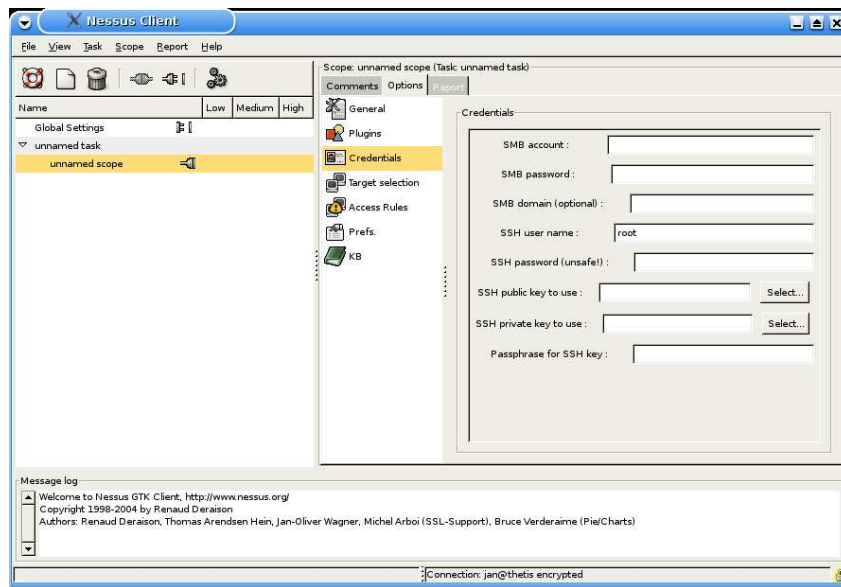 Nessus Client
File View Task Scope Report Help
Scope: unnamed scope (Task: unnamed task)
Comments Options Report
Name Low Medium High
Global Settings
unnamed task
unnamed scope
General
Plugins
Credentials
Target selection
Access Rules
Prefs.
KB
Credentials
SMB account :
SMB password :
SMB domain (optional) :
SSH user name : root
SSH password (unsafe!) :
SSH public key to use : Select...
SSH private key to use : Select...
Passphrase for SSH key :
Message log
Welcome to Nessus GTK Client, http://www.nessus.org/
Copyright 1998-2004 by Renaud Deraison
Authors: Renaud Deraison, Thomas Arendsen Hein, Jan-Oliver Wagner, Michel Arboi (SSL-Support), Bruce Verderaime (Pie/Charts)
Connection: jan@thetis encrypted